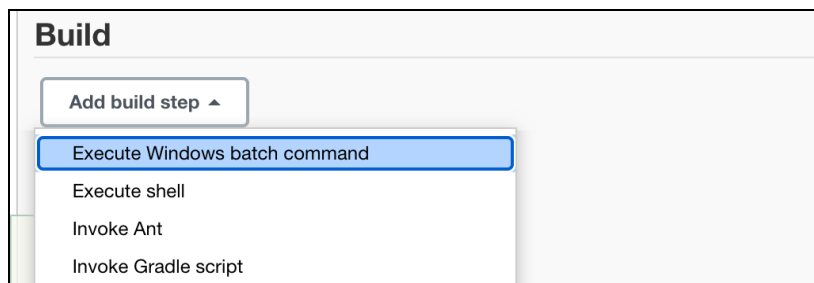 Build
Add build step
Execute Windows batch command
Execute shell
Invoke Ant
Invoke Gradle script